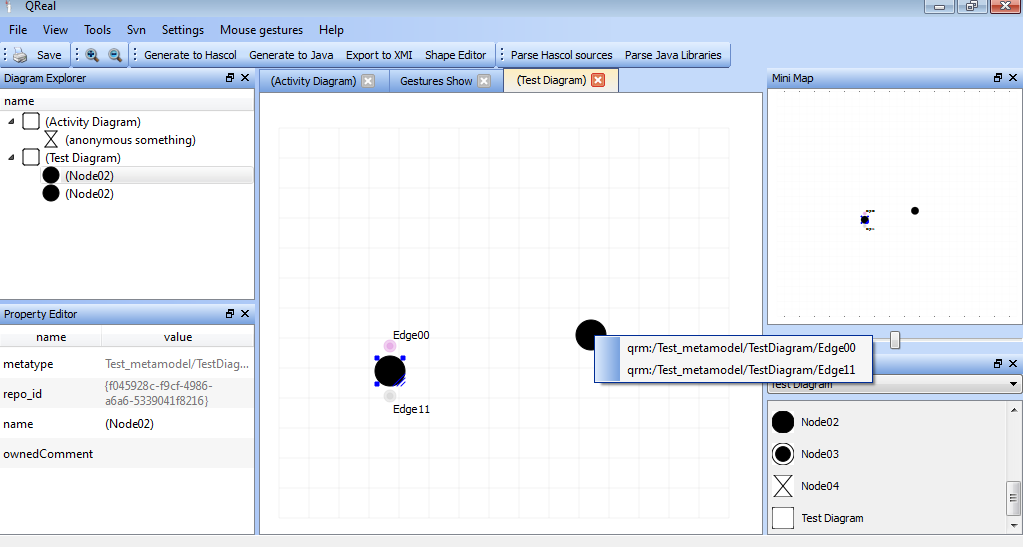 QReal
File View Tools Svn Settings Mouse gestures Help
Save Generate to Hascol Generate to Java Export to XMI Shape Editor Parse Hascol sources Parse Java Libraries
Diagram Explorer
name
(Activity Diagram)
(anonymous something)
(Test Diagram)
(Node02)
(Node02)
Property Editor
name value
metatype Test_metamodel/TestDiag...
repo_id {f045928c-f9cf-4986-
a6a6-5339041f8216}
name (Node02)
ownedComment
(Activity Diagram) Gestures Show (Test Diagram)
Edge00
Edge11
qrm:/Test_metamodel/TestDiagram/Edge00
qrm:/Test_metamodel/TestDiagram/Edge11
Mini Map
Test Diagram
Node02
Node03
Node04
Test Diagram